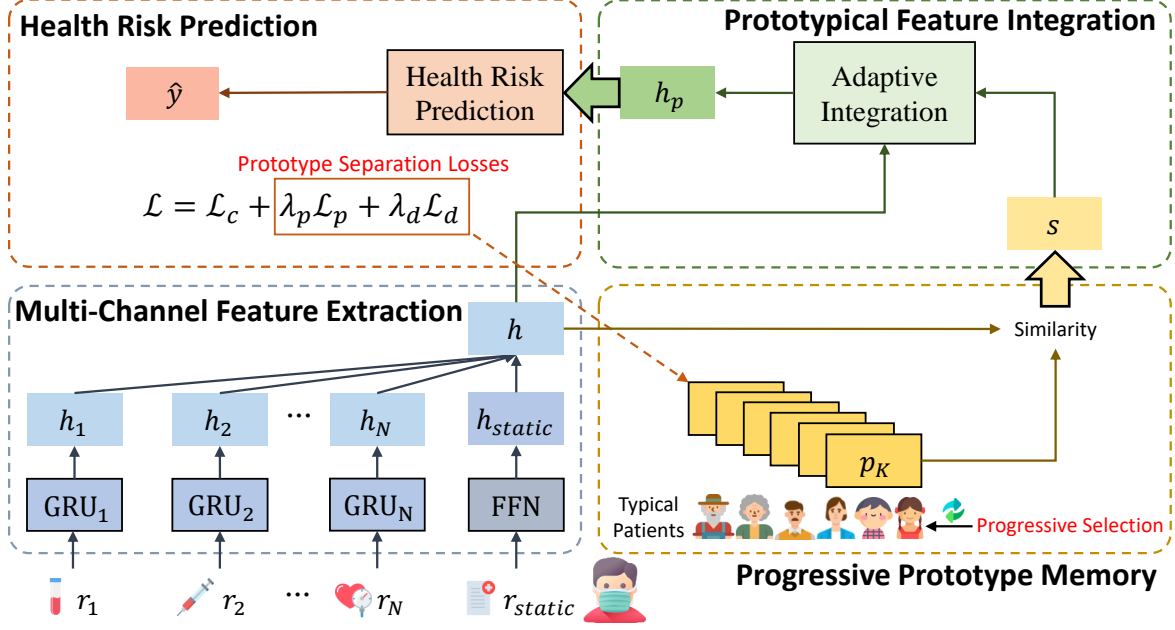 Health Risk Prediction
ŷ
Health Risk
Prediction
Prototype Separation Losses
ℒ = ℒ_c + λ_pℒ_p + λ_dℒ_d
Prototypical Feature Integration
h_p
Adaptive
Integration
s
Multi-Channel Feature Extraction
h
h_1
h_2
...
h_N
h_static
GRU_1
GRU_2
GRU_N
FFN
r_1
r_2
...
r_N
r_static
Similarity
p_K
Typical
Patients
Progressive Selection
Progressive Prototype Memory